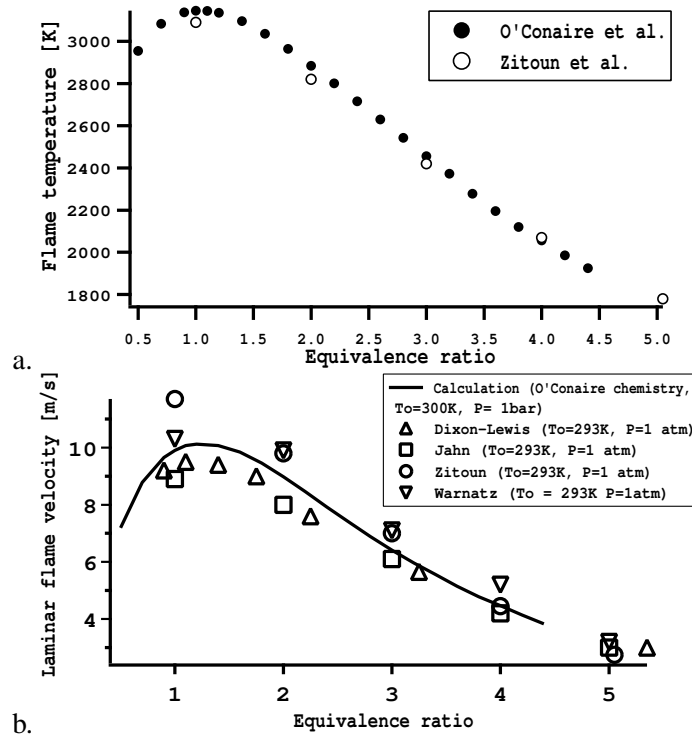 Flame temperature [K]
3000
2800
2600
2400
2200
2000
1800
O'Conaire et al.
Zitoun et al.
0.5 1.0 1.5 2.0 2.5 3.0 3.5 4.0 4.5 5.0
Equivalence ratio
a.
Laminar flame velocity [m/s]
10
8
6
4
Calculation (O'Conaire chemistry,
To=300K, P= 1bar)
Dixon-Lewis (To=293K, P=1 atm)
Jahn (To=293K, P=1 atm)
Zitoun (To=293K, P=1 atm)
Warnatz (To = 293K P=1atm)
1 2 3 4 5
Equivalence ratio
b.